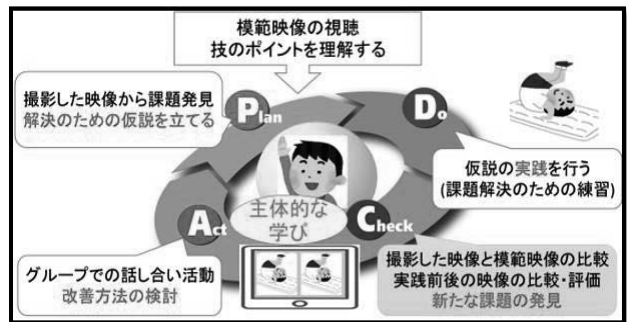 模範映像の視聴
技のポイントを理解する
撮影した映像から課題発見
解決のための仮説を立てる
Plan
Do
仮説の実践を行う
(課題解決のための練習)
主体的な
学び
Act
Check
グループでの話し合い活動
改善方法の検討
撮影した映像と模範映像の比較
実践前後の映像の比較・評価
新たな課題の発見